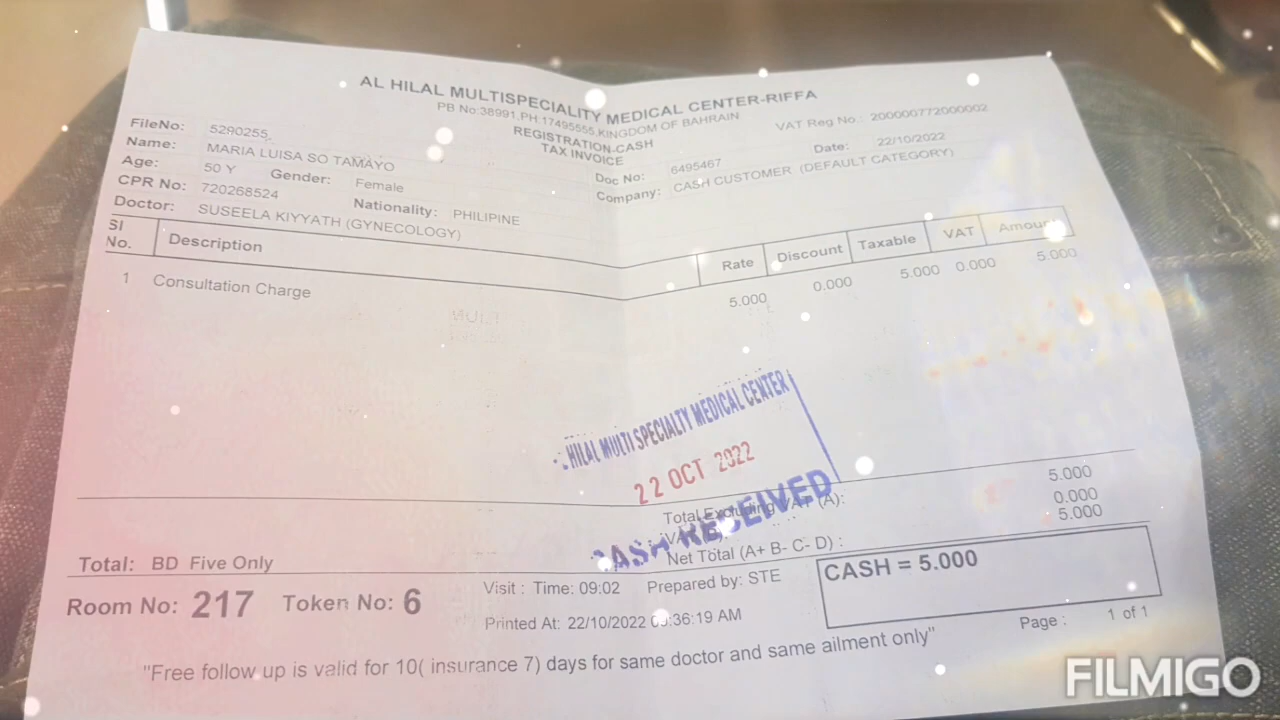 AL HILAL MULTISPECIALITY MEDICAL CENTER-RIFFA
PB No:38991,PH:17495555,KINGDOM OF BAHRAIN
REGISTRATION-CASH
TAX INVOICE
VAT Reg No.: 200000772000002
FileNo: 5290255
Doc No: 6495467 Date: 22/10/2022
Name: MARIA LUISA SO TAMAYO
Company: CASH CUSTOMER (DEFAULT CATEGORY)
Age: 50 Y Gender: Female
CPR No: 720268524 Nationality: PHILIPINE
Doctor: SUSEELA KIYYATH (GYNECOLOGY)
SI No. Description Rate Discount Taxable VAT Amount
1 Consultation Charge 5.000 0.000 5.000 0.000 5.000
HILAL MULTI SPECIALTY MEDICAL CENTER
22 OCT 2022
CASH RECEIVED
Total Excluding VAT (A): 5.000
0.000
Net Total (A+ B- C- D) : 5.000
Total: BD Five Only
CASH = 5.000
Room No: 217 Token No: 6
Visit : Time: 09:02 Prepared by: STE
Printed At: 22/10/2022 :36:19 AM
Page : 1 of 1
"Free follow up is valid for 10( insurance 7) days for same doctor and same ailment only"
FILMIGO